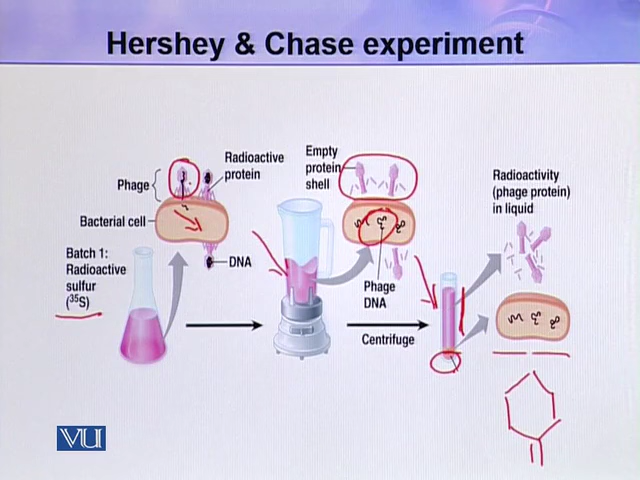 Hershey & Chase experiment
Phage
Radioactive
protein
Bacterial cell
DNA
Batch 1:
Radioactive
sulfur
(³⁵S)
Empty
protein
shell
Phage
DNA
Centrifuge
Radioactivity
(phage protein)
in liquid
VU